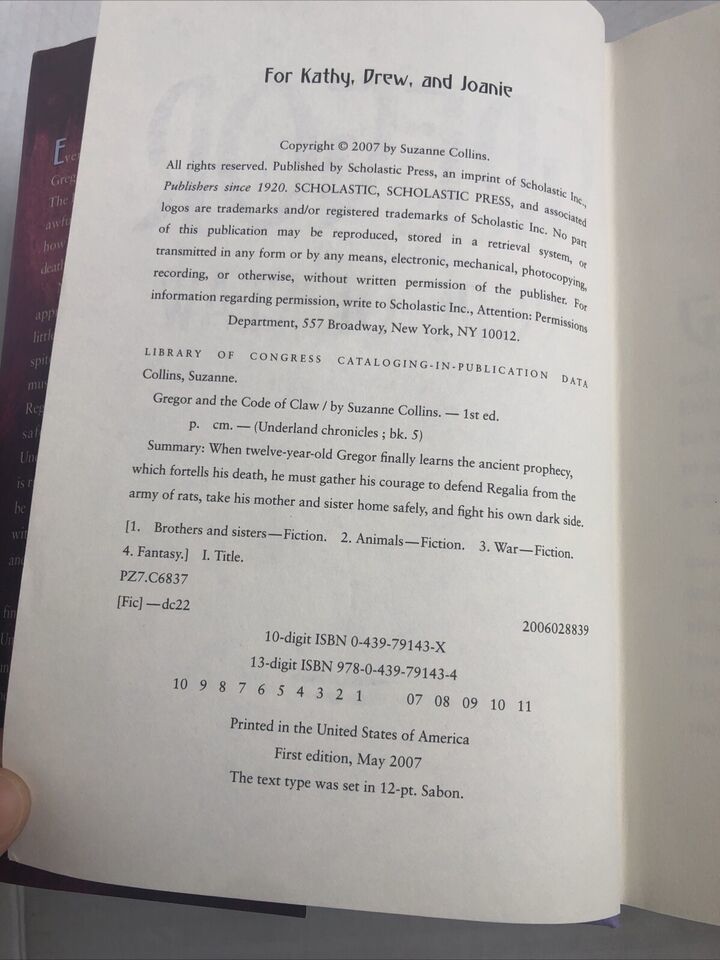 For Kathy, Drew, and Joanie
Copyright © 2007 by Suzanne Collins.
All rights reserved. Published by Scholastic Press, an imprint of Scholastic Inc.,
Publishers since 1920. SCHOLASTIC, SCHOLASTIC PRESS, and associated
logos are trademarks and/or registered trademarks of Scholastic Inc. No part
of this publication may be reproduced, stored in a retrieval system, or
transmitted in any form or by any means, electronic, mechanical, photocopying,
recording, or otherwise, without written permission of the publisher. For
information regarding permission, write to Scholastic Inc., Attention: Permissions
Department, 557 Broadway, New York, NY 10012.
LIBRARY OF CONGRESS CATALOGING-IN-PUBLICATION DATA
Collins, Suzanne.
Gregor and the Code of Claw / by Suzanne Collins. — 1st ed.
p. cm. — (Underland chronicles ; bk. 5)
Summary: When twelve-year-old Gregor finally learns the ancient prophecy,
which fortells his death, he must gather his courage to defend Regalia from the
army of rats, take his mother and sister home safely, and fight his own dark side.
[1. Brothers and sisters—Fiction. 2. Animals—Fiction. 3. War—Fiction.
4. Fantasy.] I. Title.
PZ7.C6837
[Fic] —dc22
2006028839
10-digit ISBN 0-439-79143-X
13-digit ISBN 978-0-439-79143-4
10 9 8 7 6 5 4 3 2 1 07 08 09 10 11
Printed in the United States of America
First edition, May 2007
The text type was set in 12-pt. Sabon.